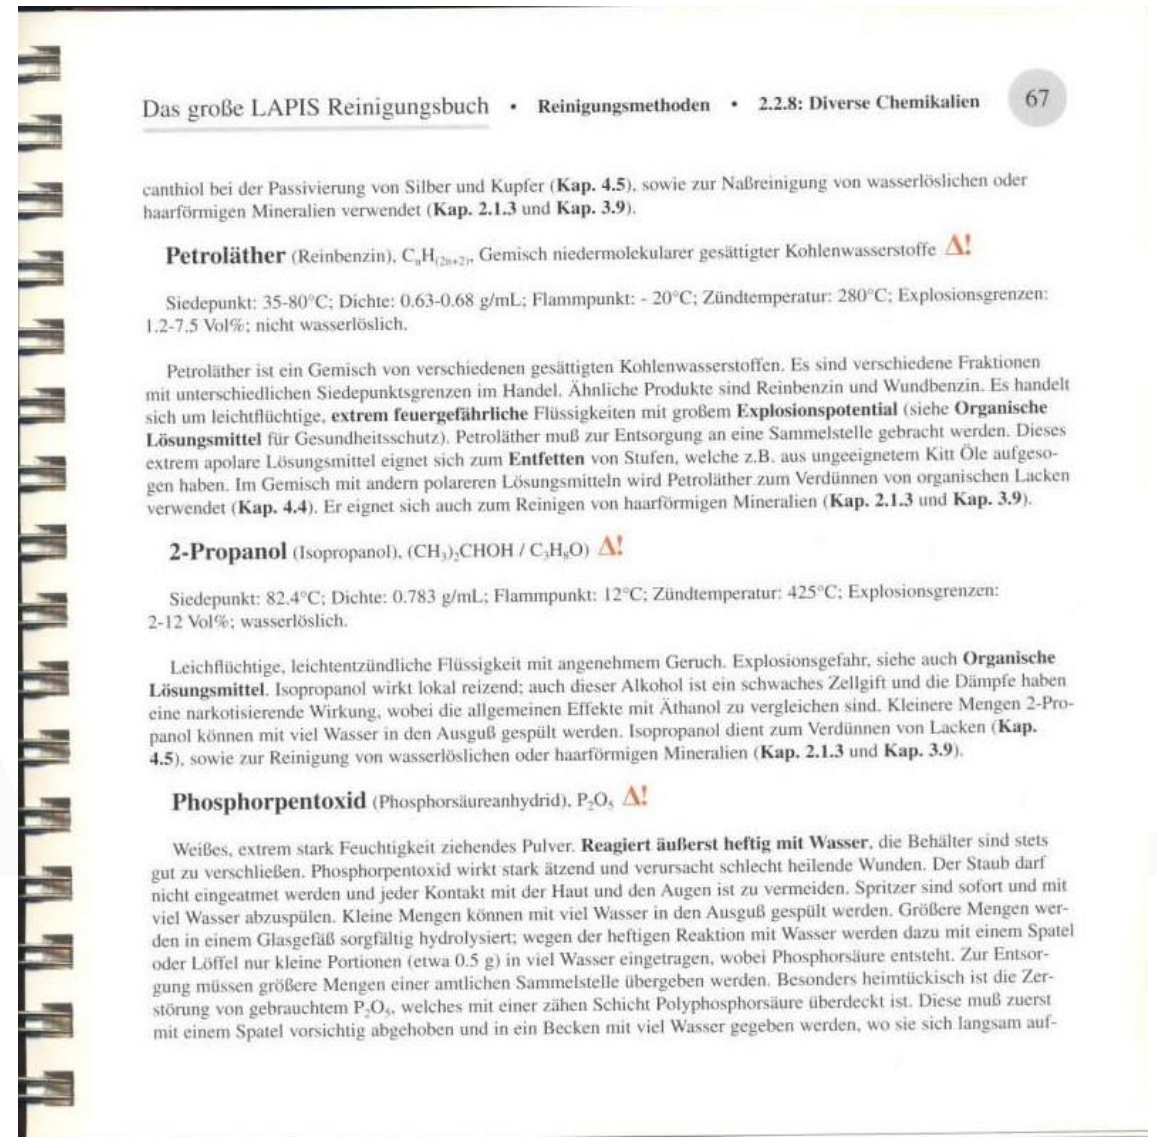 Das große LAPIS Reinigungsbuch • Reinigungsmethoden • 2.2.8: Diverse Chemikalien 67
canthiol bei der Passivierung von Silber und Kupfer (Kap. 4.5), sowie zur Naßreinigung von wasserlöslichen oder
haarförmigen Mineralien verwendet (Kap. 2.1.3 und Kap. 3.9).
Petroläther (Reinbenzin), CₙH₍₂ₙ₊₂₎, Gemisch niedermolekularer gesättigter Kohlenwasserstoffe Δ!
Siedepunkt: 35-80°C; Dichte: 0.63-0.68 g/mL; Flammpunkt: - 20°C; Zündtemperatur: 280°C; Explosionsgrenzen:
1.2-7.5 Vol%; nicht wasserlöslich.
Petroläther ist ein Gemisch von verschiedenen gesättigten Kohlenwasserstoffen. Es sind verschiedene Fraktionen
mit unterschiedlichen Siedepunktsgrenzen im Handel. Ähnliche Produkte sind Reinbenzin und Wundbenzin. Es handelt
sich um leichtflüchtige, extrem feuergefährliche Flüssigkeiten mit großem Explosionspotential (siehe Organische
Lösungsmittel für Gesundheitsschutz). Petroläther muß zur Entsorgung an eine Sammelstelle gebracht werden. Dieses
extrem apolare Lösungsmittel eignet sich zum Entfetten von Stufen, welche z.B. aus ungeeignetem Kitt Öle aufgeso-
gen haben. Im Gemisch mit andern polareren Lösungsmitteln wird Petroläther zum Verdünnen von organischen Lacken
verwendet (Kap. 4.4). Er eignet sich auch zum Reinigen von haarförmigen Mineralien (Kap. 2.1.3 und Kap. 3.9).
2-Propanol (Isopropanol), (CH₃)₂CHOH / C₃H₈O) Δ!
Siedepunkt: 82.4°C; Dichte: 0.783 g/mL; Flammpunkt: 12°C; Zündtemperatur: 425°C; Explosionsgrenzen:
2-12 Vol%; wasserlöslich.
Leichflüchtige, leichtentzündliche Flüssigkeit mit angenehmem Geruch. Explosionsgefahr, siehe auch Organische
Lösungsmittel. Isopropanol wirkt lokal reizend; auch dieser Alkohol ist ein schwaches Zellgift und die Dämpfe haben
eine narkotisierende Wirkung, wobei die allgemeinen Effekte mit Äthanol zu vergleichen sind. Kleinere Mengen 2-Pro-
panol können mit viel Wasser in den Ausguß gespült werden. Isopropanol dient zum Verdünnen von Lacken (Kap.
4.5), sowie zur Reinigung von wasserlöslichen oder haarförmigen Mineralien (Kap. 2.1.3 und Kap. 3.9).
Phosphorpentoxid (Phosphorsäureanhydrid), P₂O₅ Δ!
Weißes, extrem stark Feuchtigkeit ziehendes Pulver. Reagiert äußerst heftig mit Wasser, die Behälter sind stets
gut zu verschließen. Phosphorpentoxid wirkt stark ätzend und verursacht schlecht heilende Wunden. Der Staub darf
nicht eingeatmet werden und jeder Kontakt mit der Haut und den Augen ist zu vermeiden. Spritzer sind sofort und mit
viel Wasser abzuspülen. Kleine Mengen können mit viel Wasser in den Ausguß gespült werden. Größere Mengen wer-
den in einem Glasgefäß sorgfältig hydrolysiert; wegen der heftigen Reaktion mit Wasser werden dazu mit einem Spatel
oder Löffel nur kleine Portionen (etwa 0.5 g) in viel Wasser eingetragen, wobei Phosphorsäure entsteht. Zur Entsor-
gung müssen größere Mengen einer amtlichen Sammelstelle übergeben werden. Besonders heimtückisch ist die Zer-
störung von gebrauchtem P₂O₅, welches mit einer zähen Schicht Polyphosphorsäure überdeckt ist. Diese muß zuerst
mit einem Spatel vorsichtig abgehoben und in ein Becken mit viel Wasser gegeben werden, wo sie sich langsam auf-